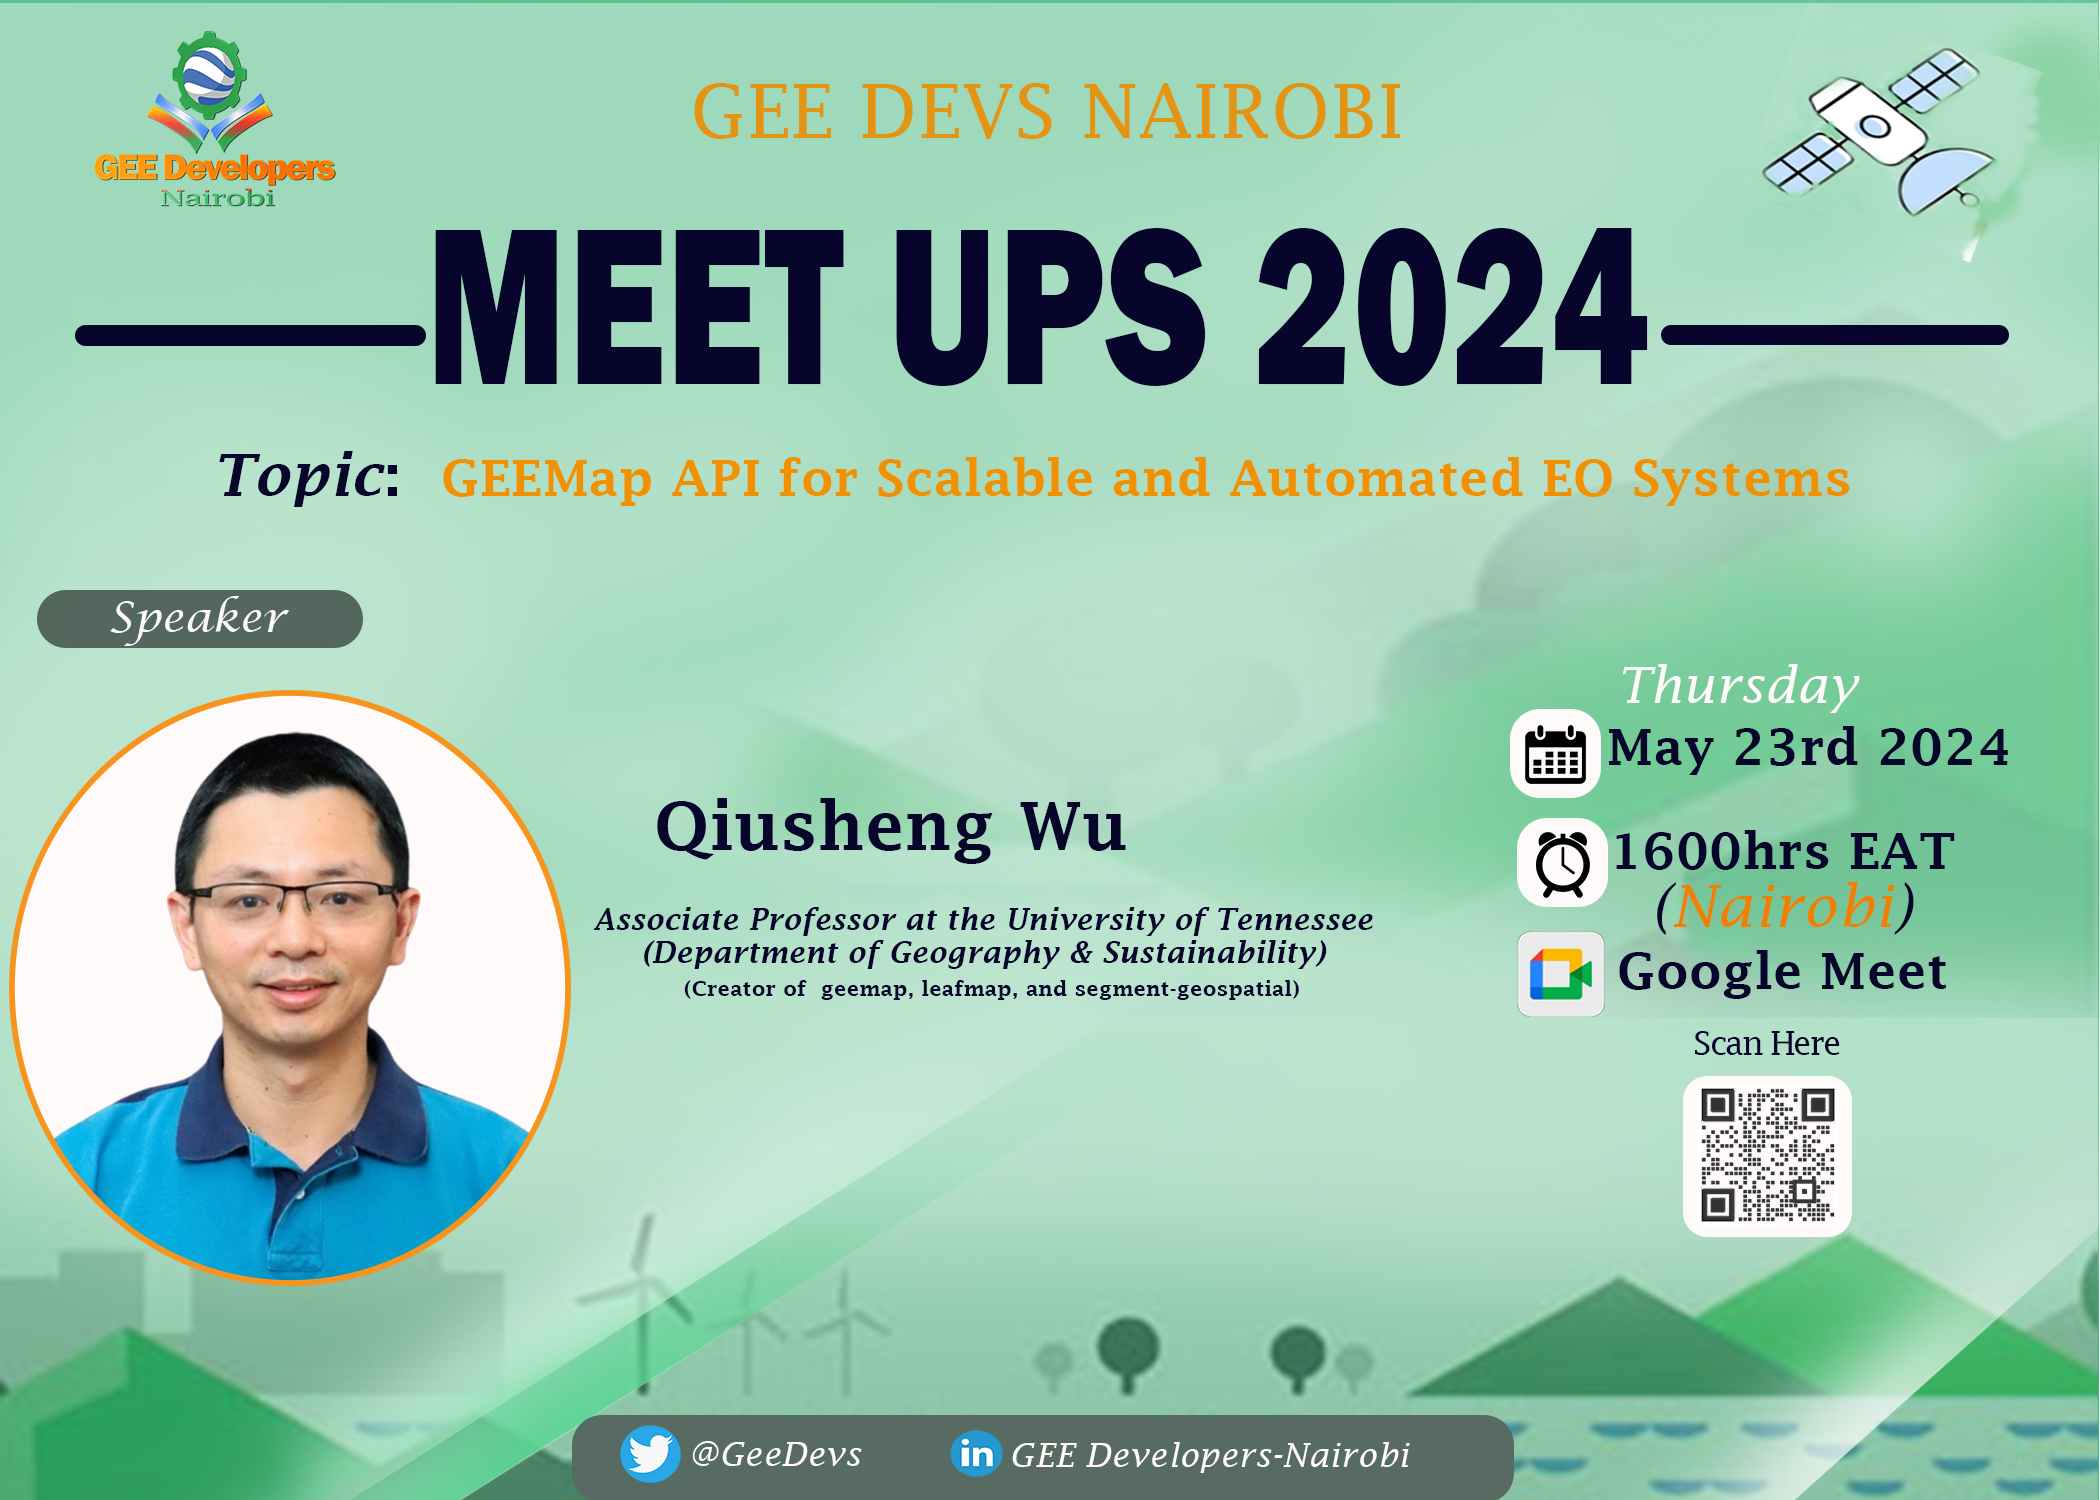 GEE Developers
Nairobi
GEE DEVS NAIROBI
MEET UPS 2024
Topic: GEEMap API for Scalable and Automated EO Systems
Speaker
Qiusheng Wu
Associate Professor at the University of Tennessee
(Department of Geography & Sustainability)
(Creator of geemap, leafmap, and segment-geospatial)
Thursday
May 23rd 2024
1600hrs EAT
(Nairobi)
Google Meet
Scan Here
@GeeDevs
in GEE Developers-Nairobi